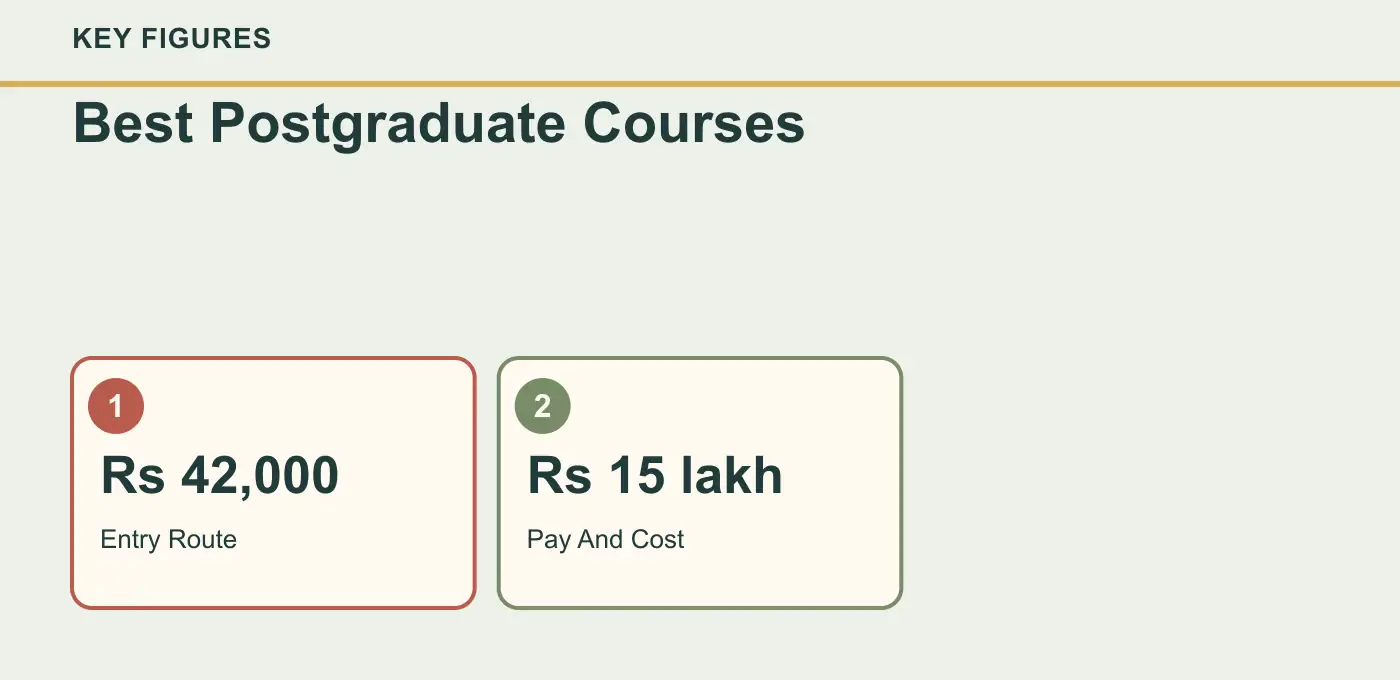 KEY FIGURES
Best Postgraduate Courses
1
Rs 42,000
Entry Route
2
Rs 15 lakh
Pay And Cost